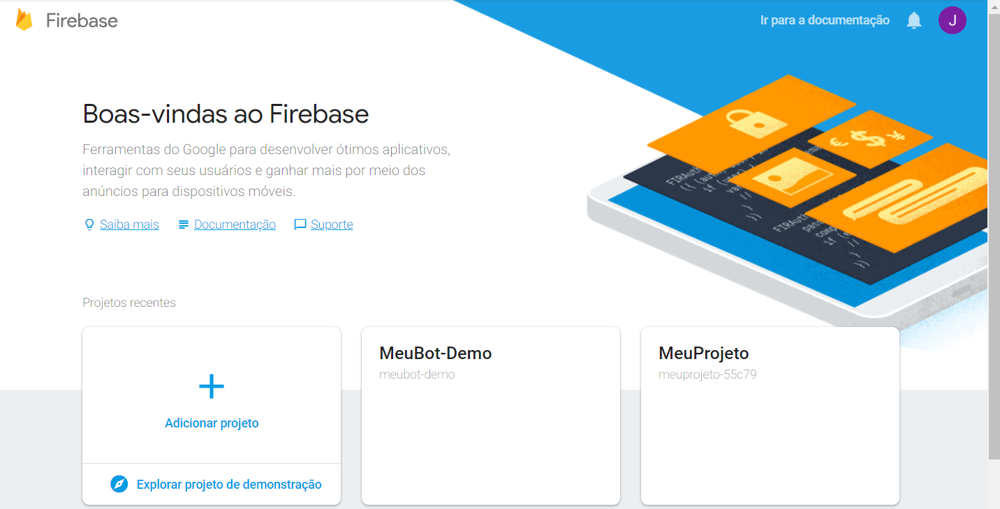 Firebase
Ir para a documentação
J
Boas-vindas ao Firebase
Ferramentas do Google para desenvolver ótimos aplicativos,
interagir com seus usuários e ganhar mais por meio dos
anúncios para dispositivos móveis.
Saiba mais
Documentação
Suporte
Projetos recentes
Adicionar projeto
Explorar projeto de demonstração
MeuBot-Demo
meubot-demo
MeuProjeto
meuprojeto-55c79